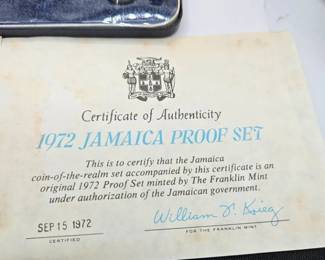 Certificate of Authenticity
1972 JAMAICA PROOF SET
This is to certify that the Jamaica
coin-of-the-realm set accompanied by this certificate is an
original 1972 Proof Set minted by The Franklin Mint
under authorization of the Jamaican government.
SEP 15 1972
CERTIFIED
William F. Krieg
FOR THE FRANKLIN MINT